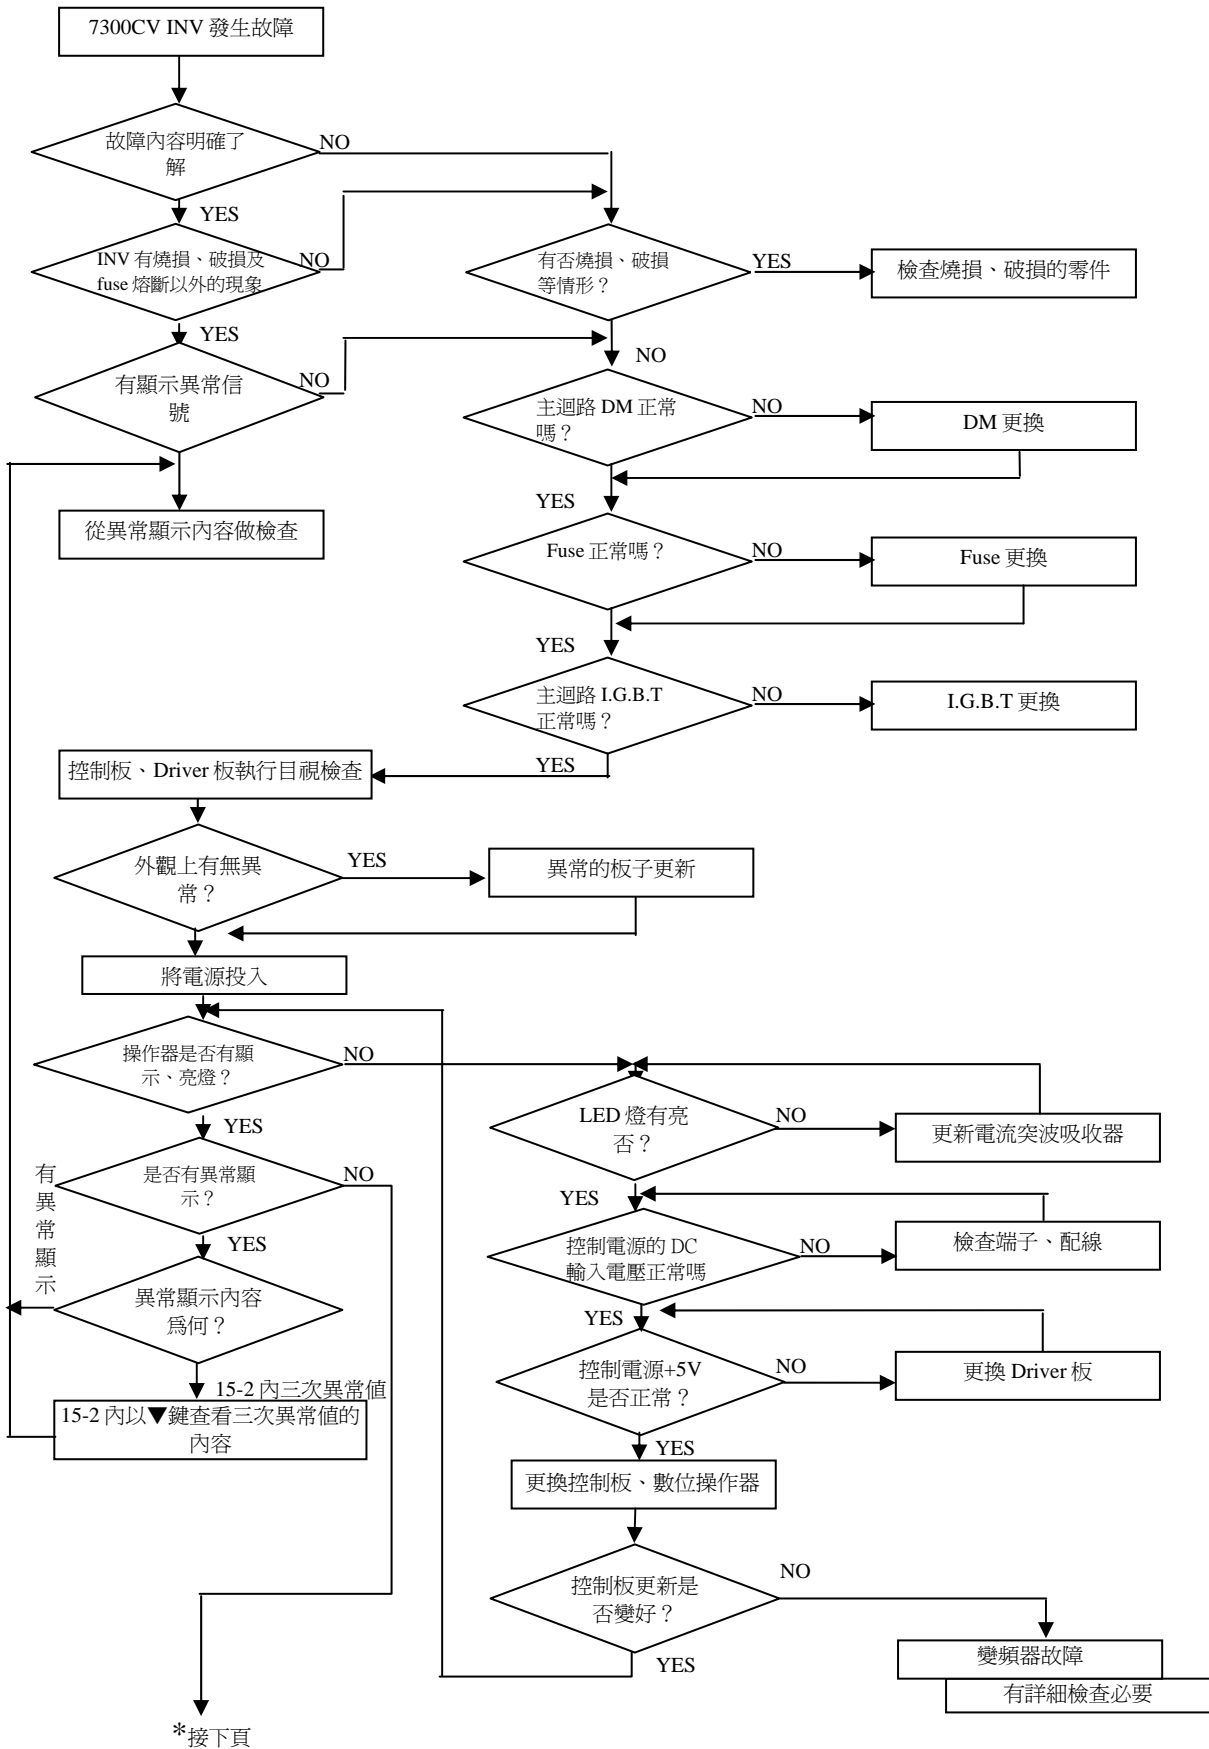 7300CV INV 發生故障
故障內容明確了
解
NO
YES
INV 有燒損、破損及
fuse 熔斷以外的現象
NO
有否燒損、破損
等情形？
YES
檢查燒損、破損的零件
YES
NO
有顯示異常信
號
NO
主迴路 DM 正常
嗎？
NO
DM 更換
YES
從異常顯示內容做檢查
Fuse 正常嗎？
NO
Fuse 更換
YES
主迴路 I.G.B.T
正常嗎？
NO
I.G.B.T 更換
YES
控制板、Driver 板執行目視檢查
外觀上有無異
常？
YES
異常的板子更新
將電源投入
操作器是否有顯
示、亮燈？
NO
LED 燈有亮
否？
NO
更新電流突波吸收器
YES
有異常顯示
是否有異常顯
示？
NO
YES
YES
控制電源的 DC
輸入電壓正常嗎
NO
檢查端子、配線
異常顯示內容
爲何？
YES
控制電源+5V
是否正常？
NO
更換 Driver 板
15-2 內三次異常值
15-2 內以▼鍵查看三次異常值的
內容
YES
更換控制板、數位操作器
控制板更新是
否變好？
NO
YES
變頻器故障
有詳細檢查必要
*接下頁